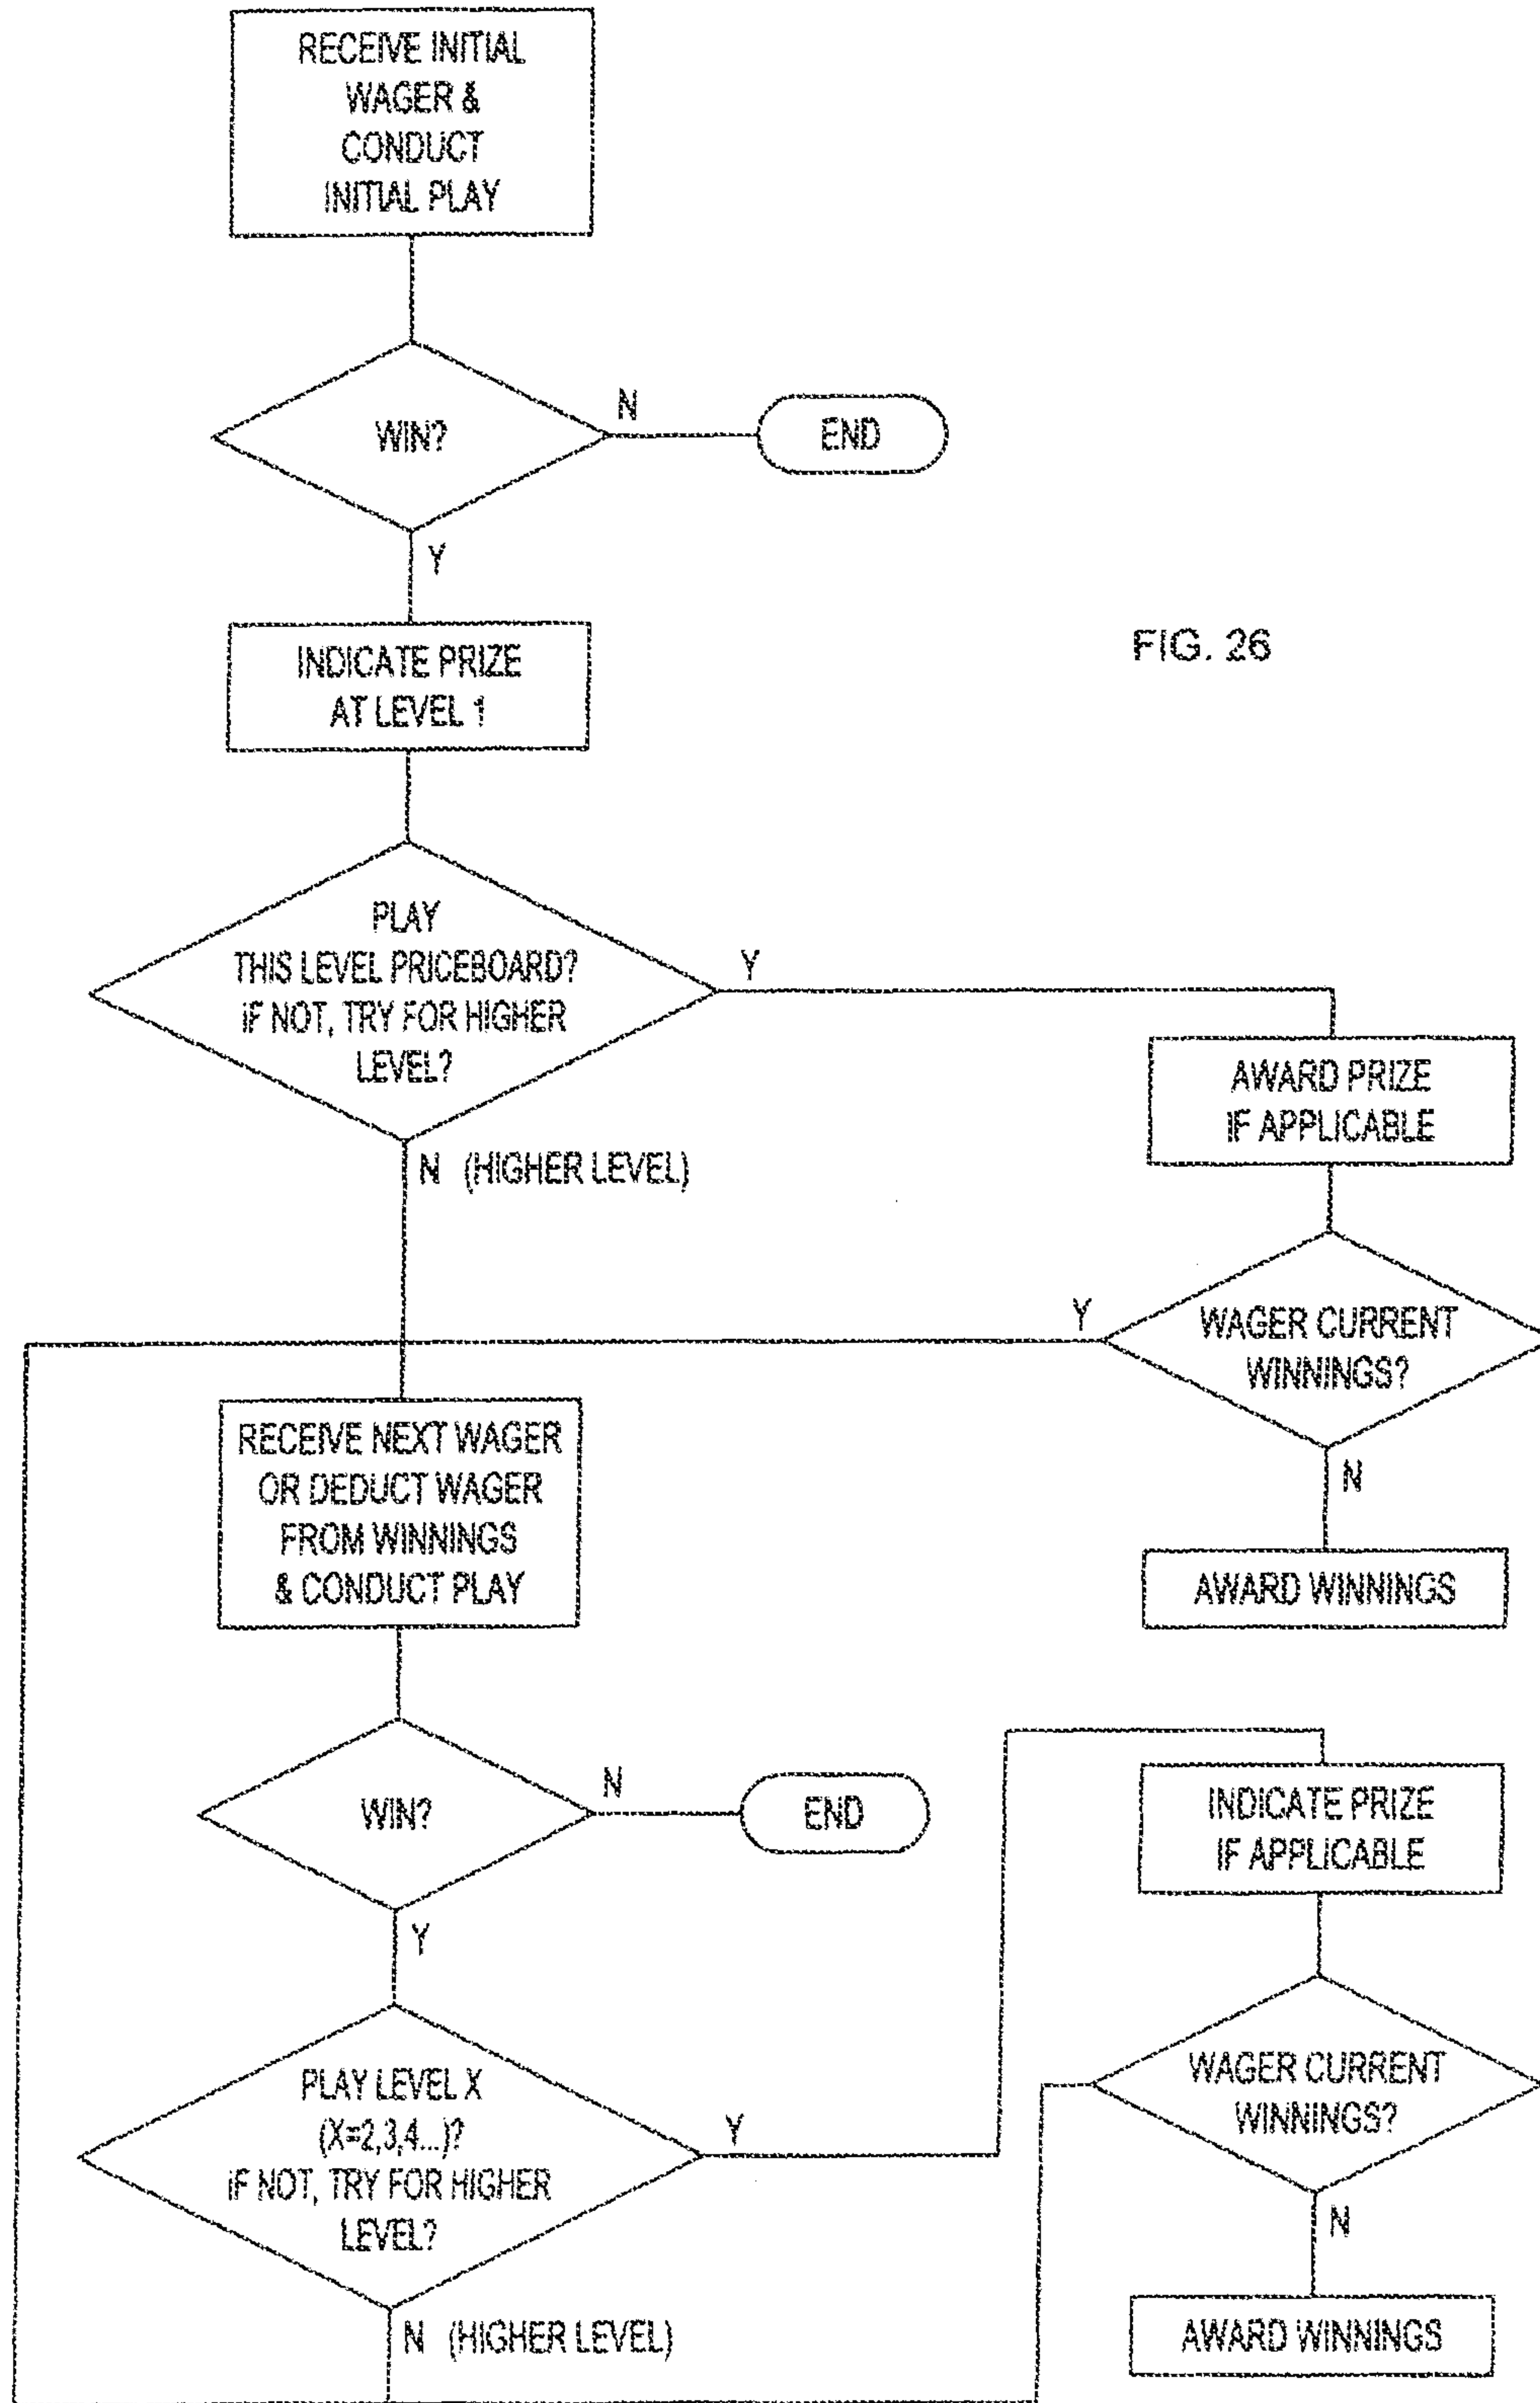 RECEIVE INITIAL
WAGER &
CONDUCT
INITIAL PLAY
WIN?
N
END
Y
INDICATE PRIZE
AT LEVEL 1
FIG. 26
PLAY
THIS LEVEL PRICEBOARD?
IF NOT, TRY FOR HIGHER
LEVEL?
Y
N (HIGHER LEVEL)
AWARD PRIZE
IF APPLICABLE
WAGER CURRENT
WINNINGS?
Y
N
AWARD WINNINGS
RECEIVE NEXT WAGER
OR DEDUCT WAGER
FROM WINNINGS
& CONDUCT PLAY
WIN?
N
END
Y
PLAY LEVEL X
(X=2,3,4...)?
IF NOT, TRY FOR HIGHER
LEVEL?
Y
N (HIGHER LEVEL)
INDICATE PRIZE
IF APPLICABLE
WAGER CURRENT
WINNINGS?
N
AWARD WINNINGS